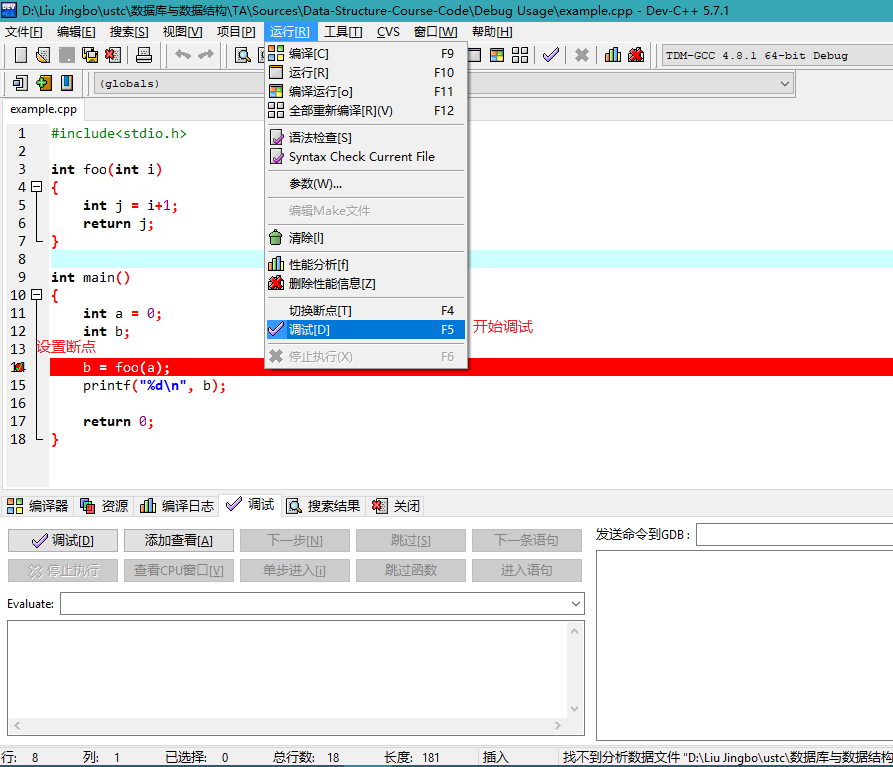 D:\Liu Jingbo\ustc\数据库与数据结构\TA\Sources\Data-Structure-Course-Code\Debug Usage\example.cpp - Dev-C++ 5.7.1
文件[F] 编辑[E] 搜索[S] 视图[V] 项目[P] 运行[R] 工具[T] CVS 窗口[W] 帮助[H]
TDM-GCC 4.8.1 64-bit Debug
(globals)
编译[C] F9
运行[R] F10
编译运行[o] F11
全部重新编译[R](V) F12
语法检查[S]
Syntax Check Current File
参数(W)...
编辑Make文件
清除[l]
性能分析[f]
删除性能信息[Z]
切换断点[T] F4
调试[D] F5
停止执行(X) F6
开始调试
example.cpp
1 #include<stdio.h>
2
3 int foo(int i)
4 {
5 int j = i+1;
6 return j;
7 }
8
9 int main()
10 {
11 int a = 0;
12 int b;
13
设置断点
b = foo(a);
15 printf("%d\n", b);
16
17 return 0;
18 }
编译器 资源 编译日志 调试 搜索结果 关闭
调试[D] 添加查看[A] 下一步[N] 跳过[S] 下一条语句
停止执行 查看CPU窗口[V] 单步进入[i] 跳过函数 进入语句
发送命令到GDB:
Evaluate:
行: 8 列: 1 已选择: 0 总行数: 18 长度: 181 插入 找不到分析数据文件 "D:\Liu Jingbo\ustc\数据库与数据结构